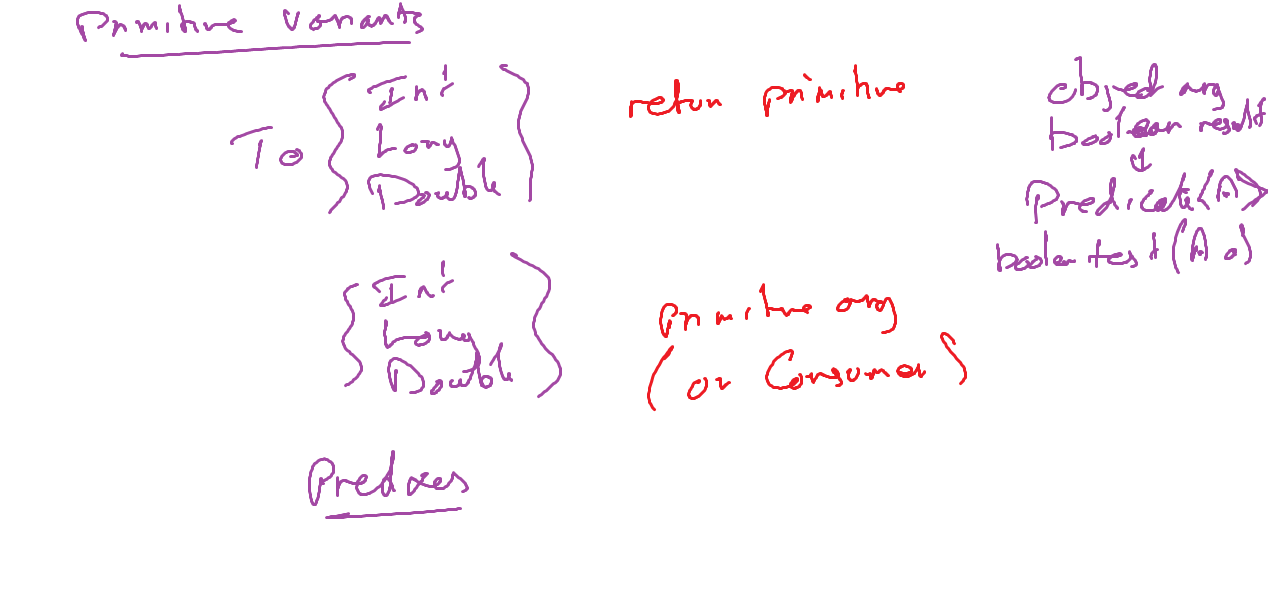 Primitive variants
To { Int Long Double }
return primitive
{ Int Long Double }
primitive arg
(or Consumer)
Prefixes
object arg
boolean result
↓
Predicate<A>
boolean test (A o)